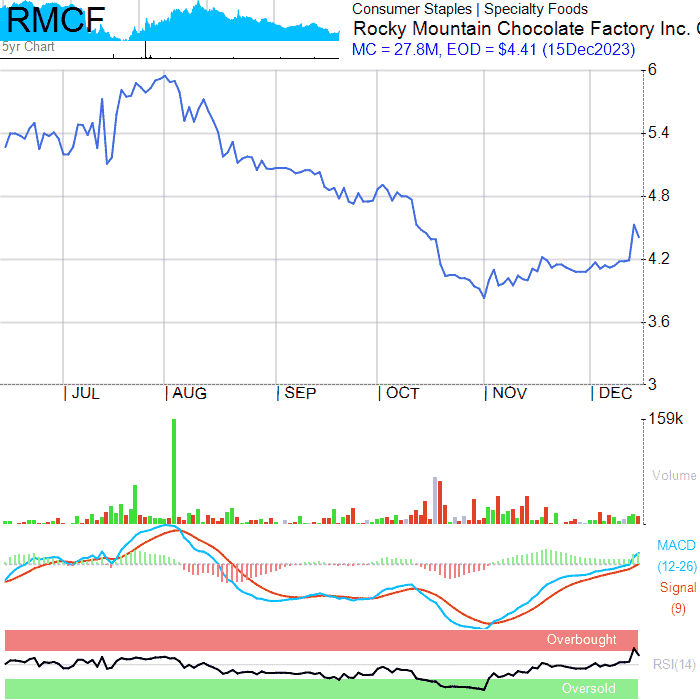 RMCF
5yr Chart
Consumer Staples | Specialty Foods
Rocky Mountain Chocolate Factory Inc.
MC = 27.8M, EOD = $4.41 (15Dec2023)
6
5.4
4.8
4.2
3.6
3
JUL
AUG
SEP
OCT
NOV
DEC
159k
Volume
MACD
(12-26)
Signal
(9)
Overbought
RSI(14)
Oversold